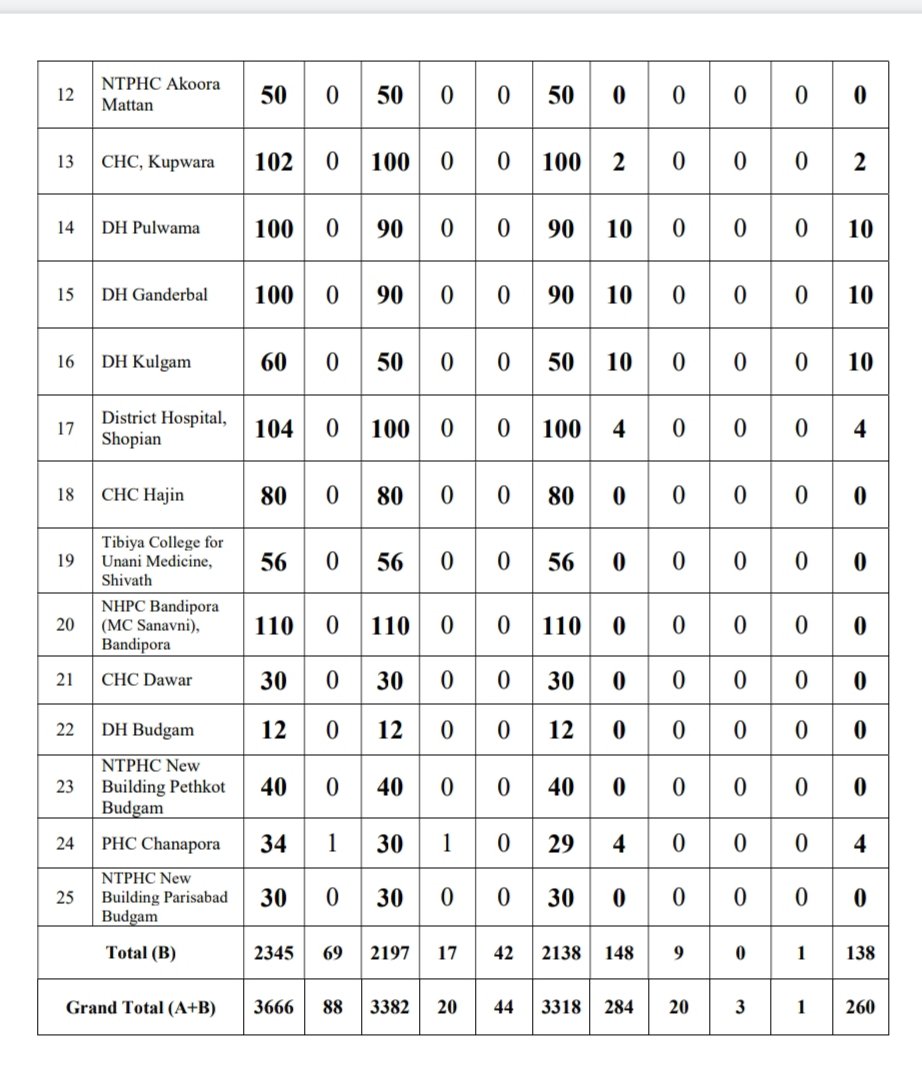 12 NTPHC Akoora Mattan 50 0 50 0 0 50 0 0 0 0 0
13 CHC, Kupwara 102 0 100 0 0 100 2 0 0 0 2
14 DH Pulwama 100 0 90 0 0 90 10 0 0 0 10
15 DH Ganderbal 100 0 90 0 0 90 10 0 0 0 10
16 DH Kulgam 60 0 50 0 0 50 10 0 0 0 10
17 District Hospital, Shopian 104 0 100 0 0 100 4 0 0 0 4
18 CHC Hajin 80 0 80 0 0 80 0 0 0 0 0
19 Tibiya College for Unani Medicine, Shivath 56 0 56 0 0 56 0 0 0 0 0
20 NHPC Bandipora (MC Sanavni), Bandipora 110 0 110 0 0 110 0 0 0 0 0
21 CHC Dawar 30 0 30 0 0 30 0 0 0 0 0
22 DH Budgam 12 0 12 0 0 12 0 0 0 0 0
23 NTPHC New Building Pethkot Budgam 40 0 40 0 0 40 0 0 0 0 0
24 PHC Chanapora 34 1 30 1 0 29 4 0 0 0 4
25 NTPHC New Building Parisabad Budgam 30 0 30 0 0 30 0 0 0 0 0
Total (B) 2345 69 2197 17 42 2138 148 9 0 1 138
Grand Total (A+B) 3666 88 3382 20 44 3318 284 20 3 1 260